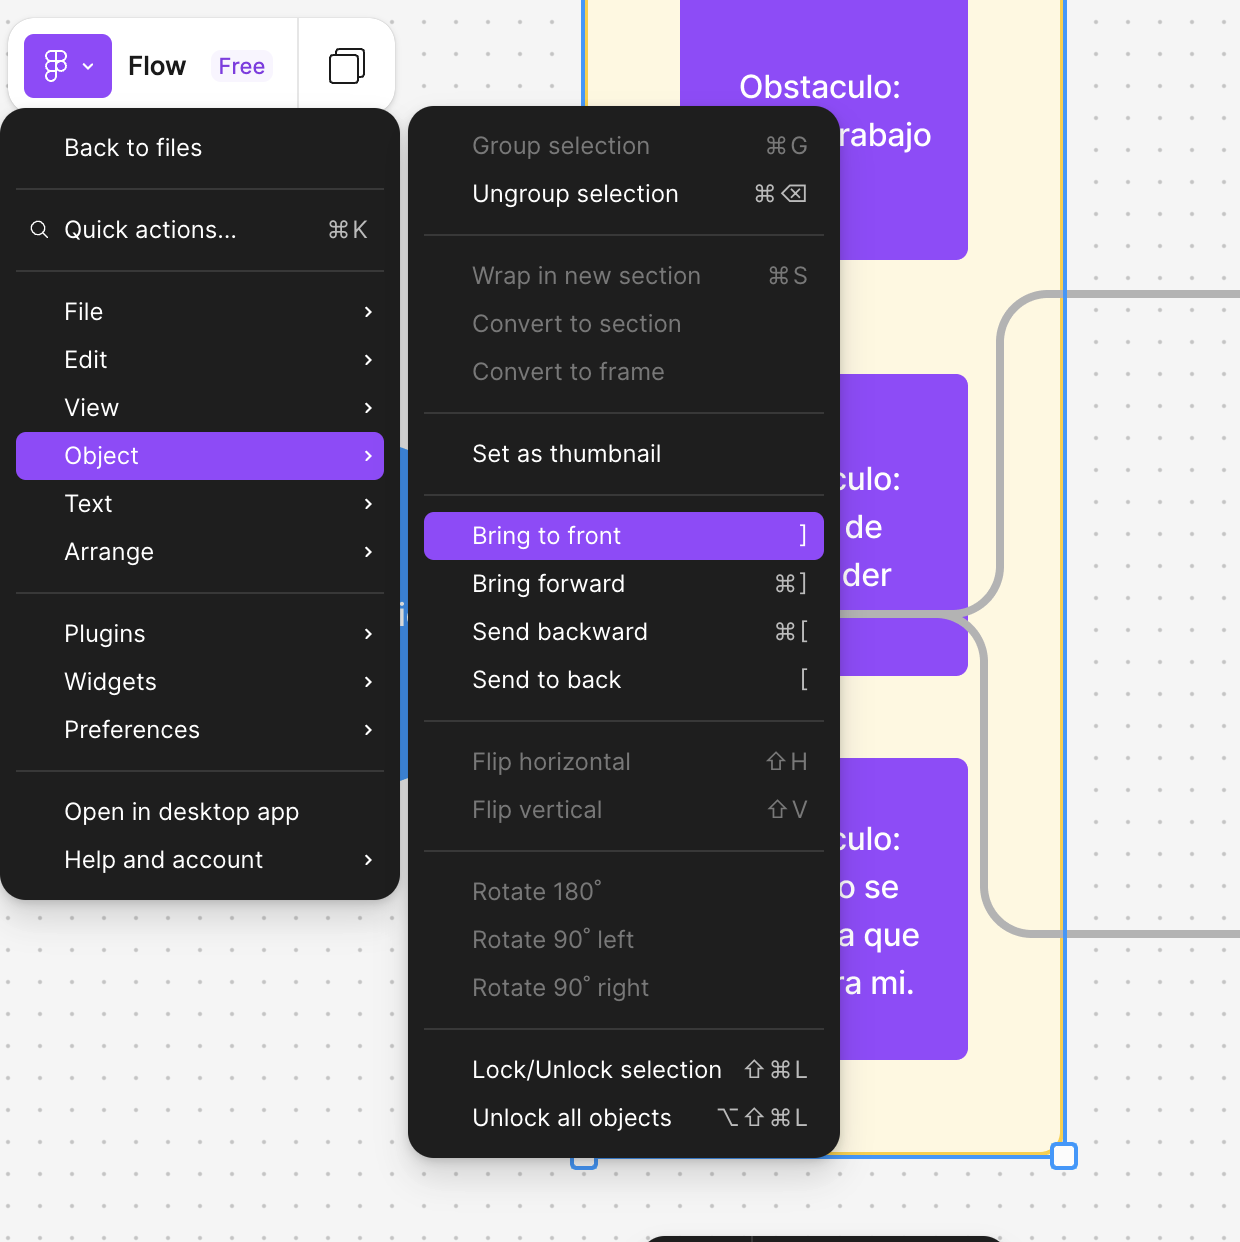 Flow
Free
Back to files
Quick actions... ⌘K
File
Edit
View
Object
Text
Arrange
Plugins
Widgets
Preferences
Open in desktop app
Help and account
Group selection ⌘G
Ungroup selection ⌘⌫
Wrap in new section ⌘S
Convert to section
Convert to frame
Set as thumbnail
Bring to front ]
Bring forward ⌘]
Send backward ⌘[
Send to back [
Flip horizontal ⇧H
Flip vertical ⇧V
Rotate 180°
Rotate 90° left
Rotate 90° right
Lock/Unlock selection ⇧⌘L
Unlock all objects ⌥⇧⌘L
Obstaculo:
rabajo
culo:
de
der
culo:
o se
a que
ra mi.